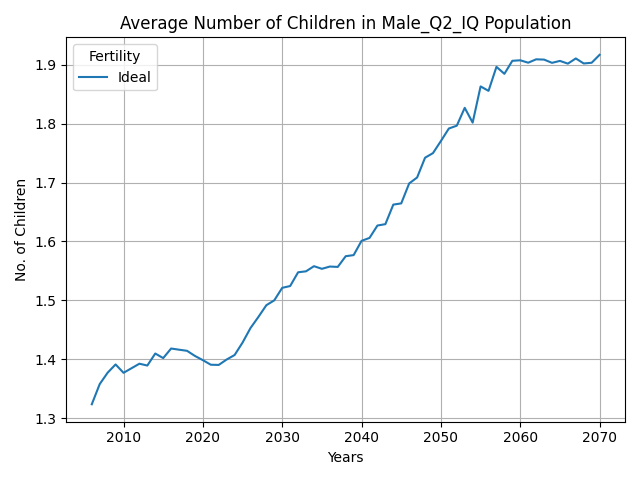 Average Number of Children in Male_Q2_IQ Population
Fertility
Ideal
No. of Children
1.9
1.8
1.7
1.6
1.5
1.4
1.3
2010 2020 2030 2040 2050 2060 2070
Years